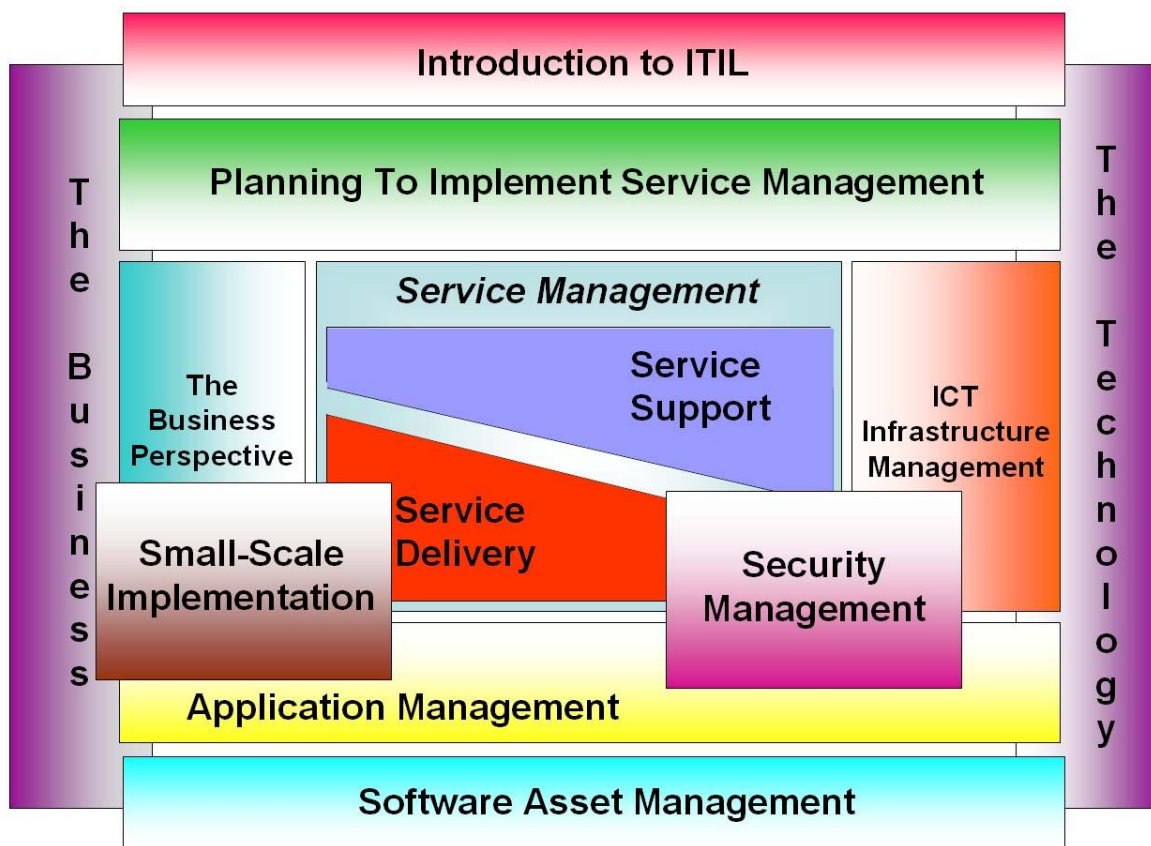 Introduction to ITIL
Planning To Implement Service Management
The Business
The Technology
Service Management
The
Business
Perspective
Service
Support
ICT
Infrastructure
Management
Service
Delivery
Small-Scale
Implementation
Security
Management
Application Management
Software Asset Management